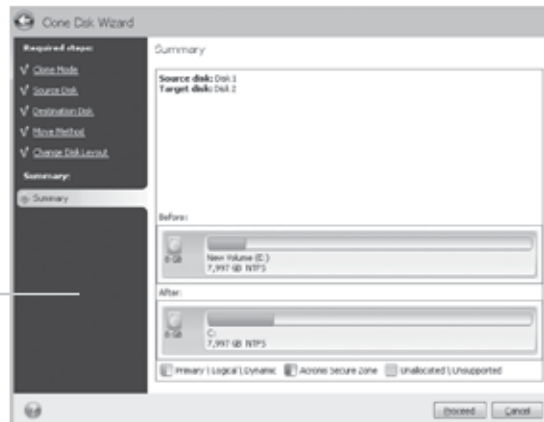 Clone Disk Wizard
Required steps:
√ Clone Mode
√ Source Disk
√ Destination Disk
√ Move Method
√ Change Disk Layout
Summary:
Summary
Summary
Source disk: Disk 1
Target disk: Disk 2
Before:
8 GB
New Volume (E:)
7,997 GB NTFS
After:
8 GB
C:
7,997 GB NTFS
Primary \ Logical \ Dynamic
Acronis Secure Zone
Unallocated \ Unsupported
Proceed
Cancel